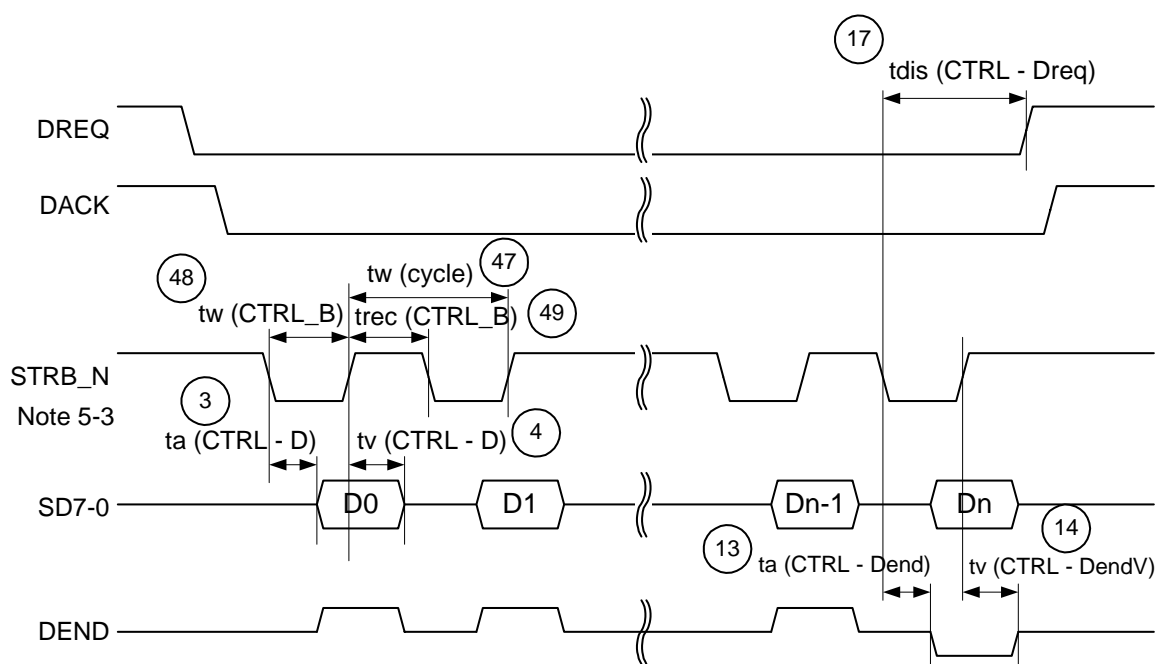 17
tdis (CTRL - Dreq)
DREQ
DACK
48
tw (cycle)
47
tw (CTRL_B)
trec (CTRL_B)
49
STRB_N
Note 5-3
3
ta (CTRL - D)
tv (CTRL - D)
4
SD7-0
D0
D1
Dn-1
Dn
13
ta (CTRL - Dend)
14
tv (CTRL - DendV)
DEND